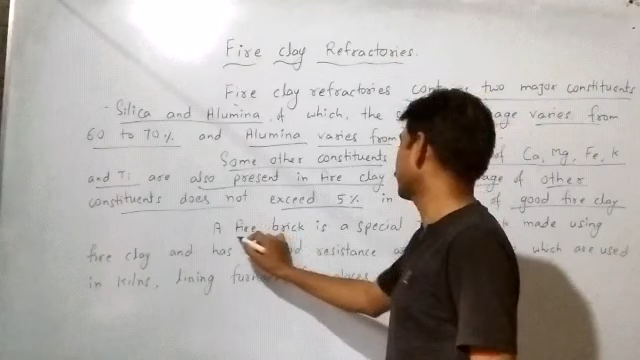 Fire clay Refractories.
Fire clay refractories contains two major constituents
Silica and Alumina of which, the age varies from
60 to 70% and Alumina varies from
Some other constituents of Ca, Mg, Fe, K
and Ti are also present in fire clay age of other
constituents does not exceed 5% in of good fire clay
A fire brick is a special made using
fire clay and has resistance which are used
in kilns, lining